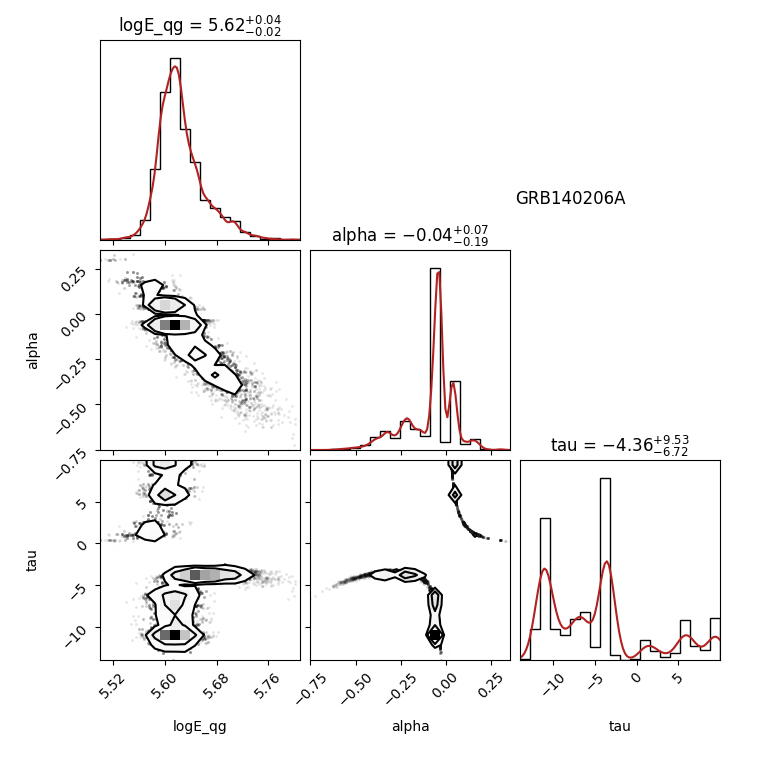 logE_qg = 5.62+0.04−0.02
GRB140206A
alpha = −0.04+0.07−0.19
0.25
0.00
−0.25
−0.50
−0.75
alpha
tau = −4.36+9.53−6.72
5
0
−5
−10
tau
5.52 5.60 5.68 5.76
−0.75 −0.50 −0.25 0.00 0.25
−10 −5 0 5
logE_qg alpha tau